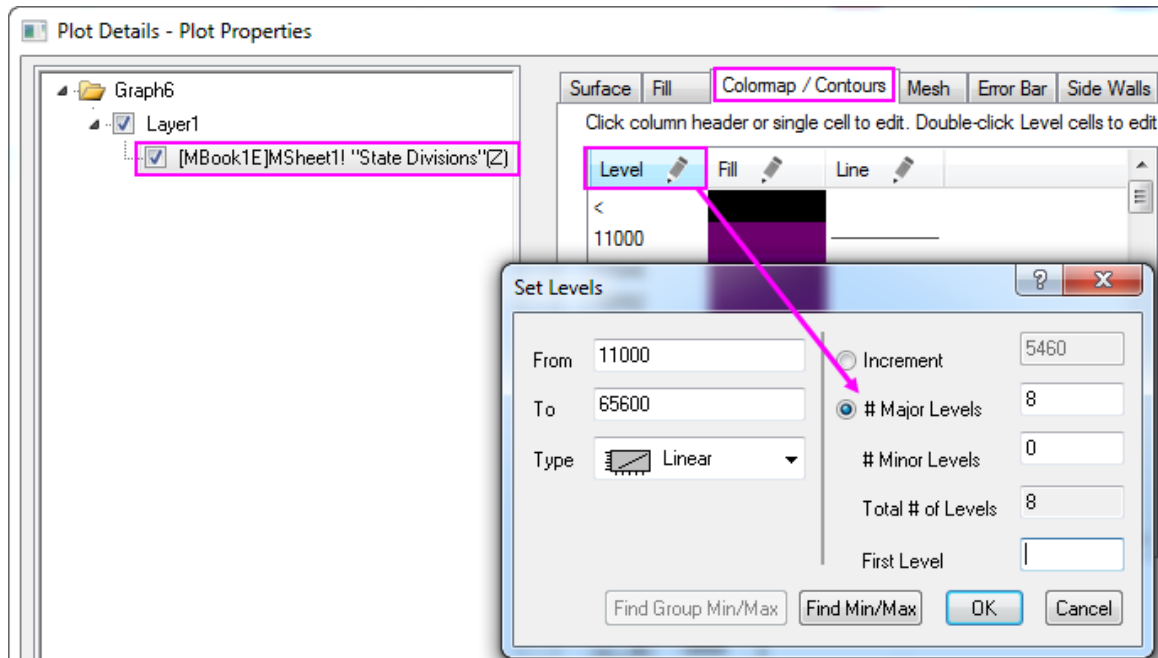 Plot Details - Plot Properties
Graph6
Layer1
[MBook1E]MSheet1! "State Divisions"(Z)
Surface Fill Colormap / Contours Mesh Error Bar Side Walls
Click column header or single cell to edit. Double-click Level cells to edit
Level Fill Line
<
11000
Set Levels
From 11000
To 65600
Type Linear
Increment 5460
# Major Levels 8
# Minor Levels 0
Total # of Levels 8
First Level
Find Group Min/Max Find Min/Max OK Cancel